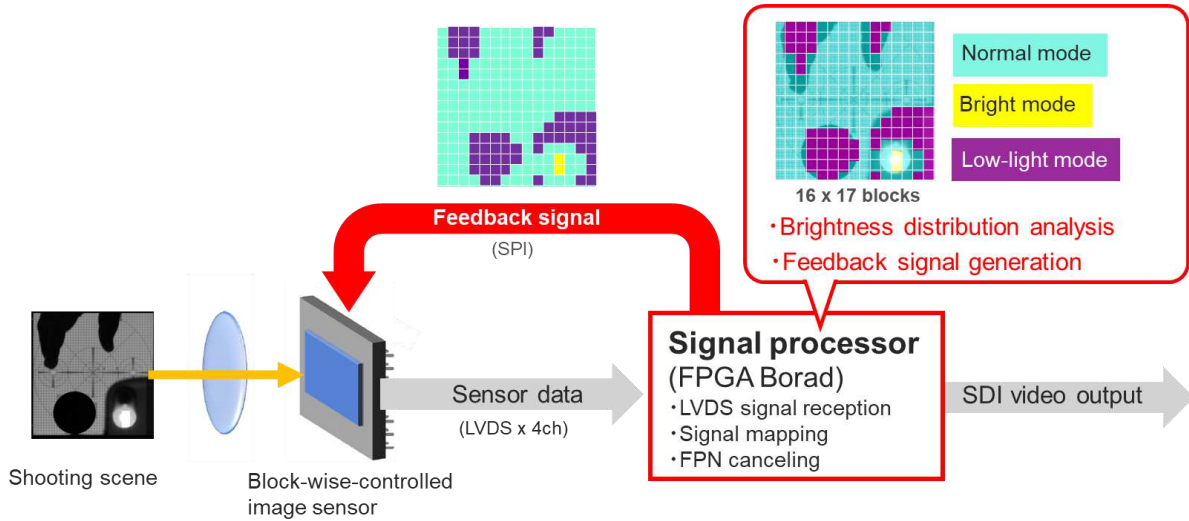 Normal mode
Bright mode
Low-light mode
16 x 17 blocks
・Brightness distribution analysis
・Feedback signal generation
Feedback signal
(SPI)
Shooting scene
Block-wise-controlled
image sensor
Sensor data
(LVDS x 4ch)
Signal processor
(FPGA Borad)
・LVDS signal reception
・Signal mapping
・FPN canceling
SDI video output